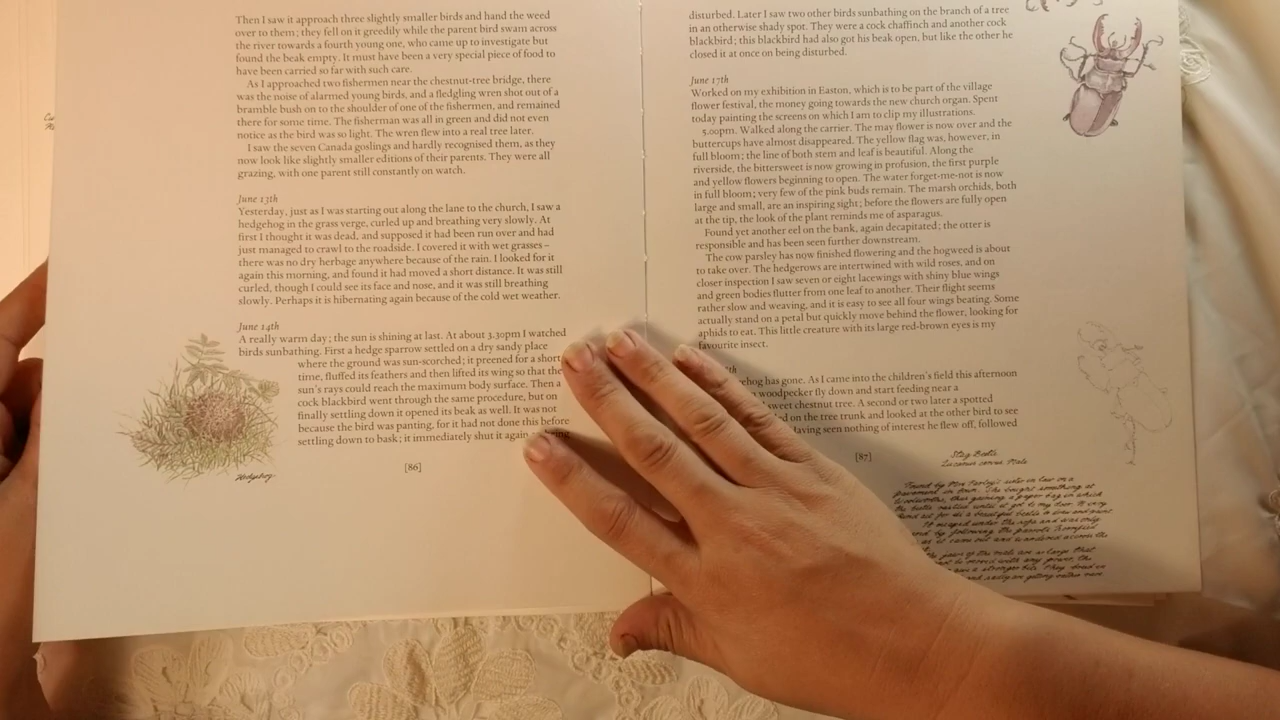 Then I saw it approach three slightly smaller birds and hand the weed
over to them; they fell on it greedily while the parent bird swam across
the river towards a fourth young one, who came up to investigate but
found the beak empty. It must have been a very special piece of food to
have been carried so far with such care.
As I approached two fishermen near the chestnut-tree bridge, there
was the noise of alarmed young birds, and a fledgling wren shot out of a
bramble bush on to the shoulder of one of the fishermen, and remained
there for some time. The fisherman was all in green and did not even
notice as the bird was so light. The wren flew into a real tree later.
I saw the seven Canada goslings and hardly recognised them, as they
now look like slightly smaller editions of their parents. They were all
grazing, with one parent still constantly on watch.
June 13th
Yesterday, just as I was starting out along the lane to the church, I saw a
hedgehog in the grass verge, curled up and breathing very slowly. At
first I thought it was dead, and supposed it had been run over and had
just managed to crawl to the roadside. I covered it with wet grasses –
there was no dry herbage anywhere because of the rain. I looked for it
again this morning, and found it had moved a short distance. It was still
curled, though I could see its face and nose, and it was still breathing
slowly. Perhaps it is hibernating again because of the cold wet weather.
June 14th
A really warm day; the sun is shining at last. At about 3.30pm I watched
birds sunbathing. First a hedge sparrow settled on a dry sandy place
where the ground was sun-scorched; it preened for a short
time, fluffed its feathers and then lifted its wing so that the
sun's rays could reach the maximum body surface. Then a
cock blackbird went through the same procedure, but on
finally settling down it opened its beak as well. It was not
because the bird was panting, for it had not done this before
settling down to bask; it immediately shut it again
Hedgehog.
[86]
disturbed. Later I saw two other birds sunbathing on the branch of a tree
in an otherwise shady spot. They were a cock chaffinch and another cock
blackbird; this blackbird had also got his beak open, but like the other he
closed it at once on being disturbed.
June 17th
Worked on my exhibition in Easton, which is to be part of the village
flower festival, the money going towards the new church organ. Spent
today painting the screens on which I am to clip my illustrations.
5.00pm. Walked along the carrier. The may flower is now over and the
buttercups have almost disappeared. The yellow flag was, however, in
full bloom; the line of both stem and leaf is beautiful. Along the
riverside, the bittersweet is now growing in profusion, the first purple
and yellow flowers beginning to open. The water forget-me-not is now
in full bloom; very few of the pink buds remain. The marsh orchids, both
large and small, are an inspiring sight; before the flowers are fully open
at the tip, the look of the plant reminds me of asparagus.
Found yet another eel on the bank, again decapitated; the otter is
responsible and has been seen further downstream.
The cow parsley has now finished flowering and the hogweed is about
to take over. The hedgerows are intertwined with wild roses, and on
closer inspection I saw seven or eight lacewings with shiny blue wings
and green bodies flutter from one leaf to another. Their flight seems
rather slow and weaving, and it is easy to see all four wings beating. Some
actually stand on a petal but quickly move behind the flower, looking for
aphids to eat. This little creature with its large red-brown eyes is my
favourite insect.
has gone. As I came into the children's field this afternoon
woodpecker fly down and start feeding near a
sweet chestnut tree. A second or two later a spotted
on the tree trunk and looked at the other bird to see
Having seen nothing of interest he flew off, followed
[87]
Stag Beetle
Lucanus cervus Male
Found by Mrs sister in law on a
pavement in town. She bought something at
Woolworths, thus gaining a paper bag in which
the beetle nestled until it got to my door. A very